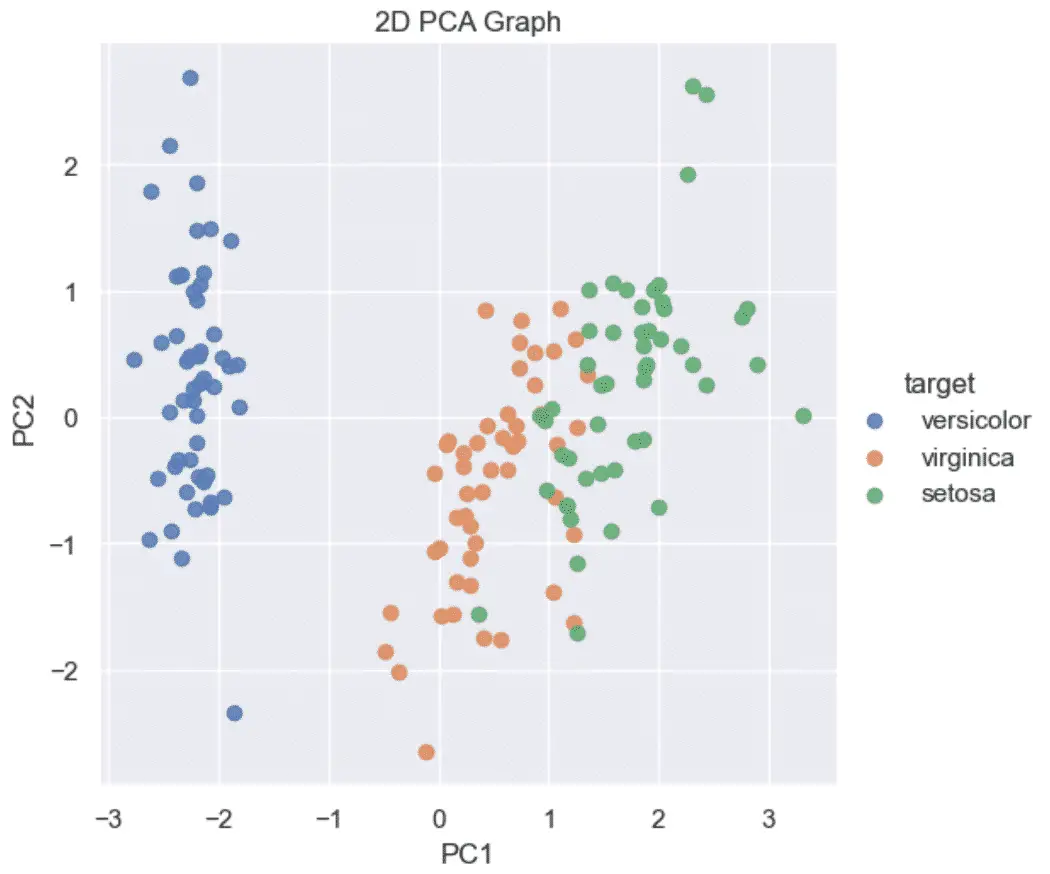 2D PCA Graph
PC2
2
1
0
−1
−2
−3 −2 −1 0 1 2 3
PC1
target
versicolor
virginica
setosa